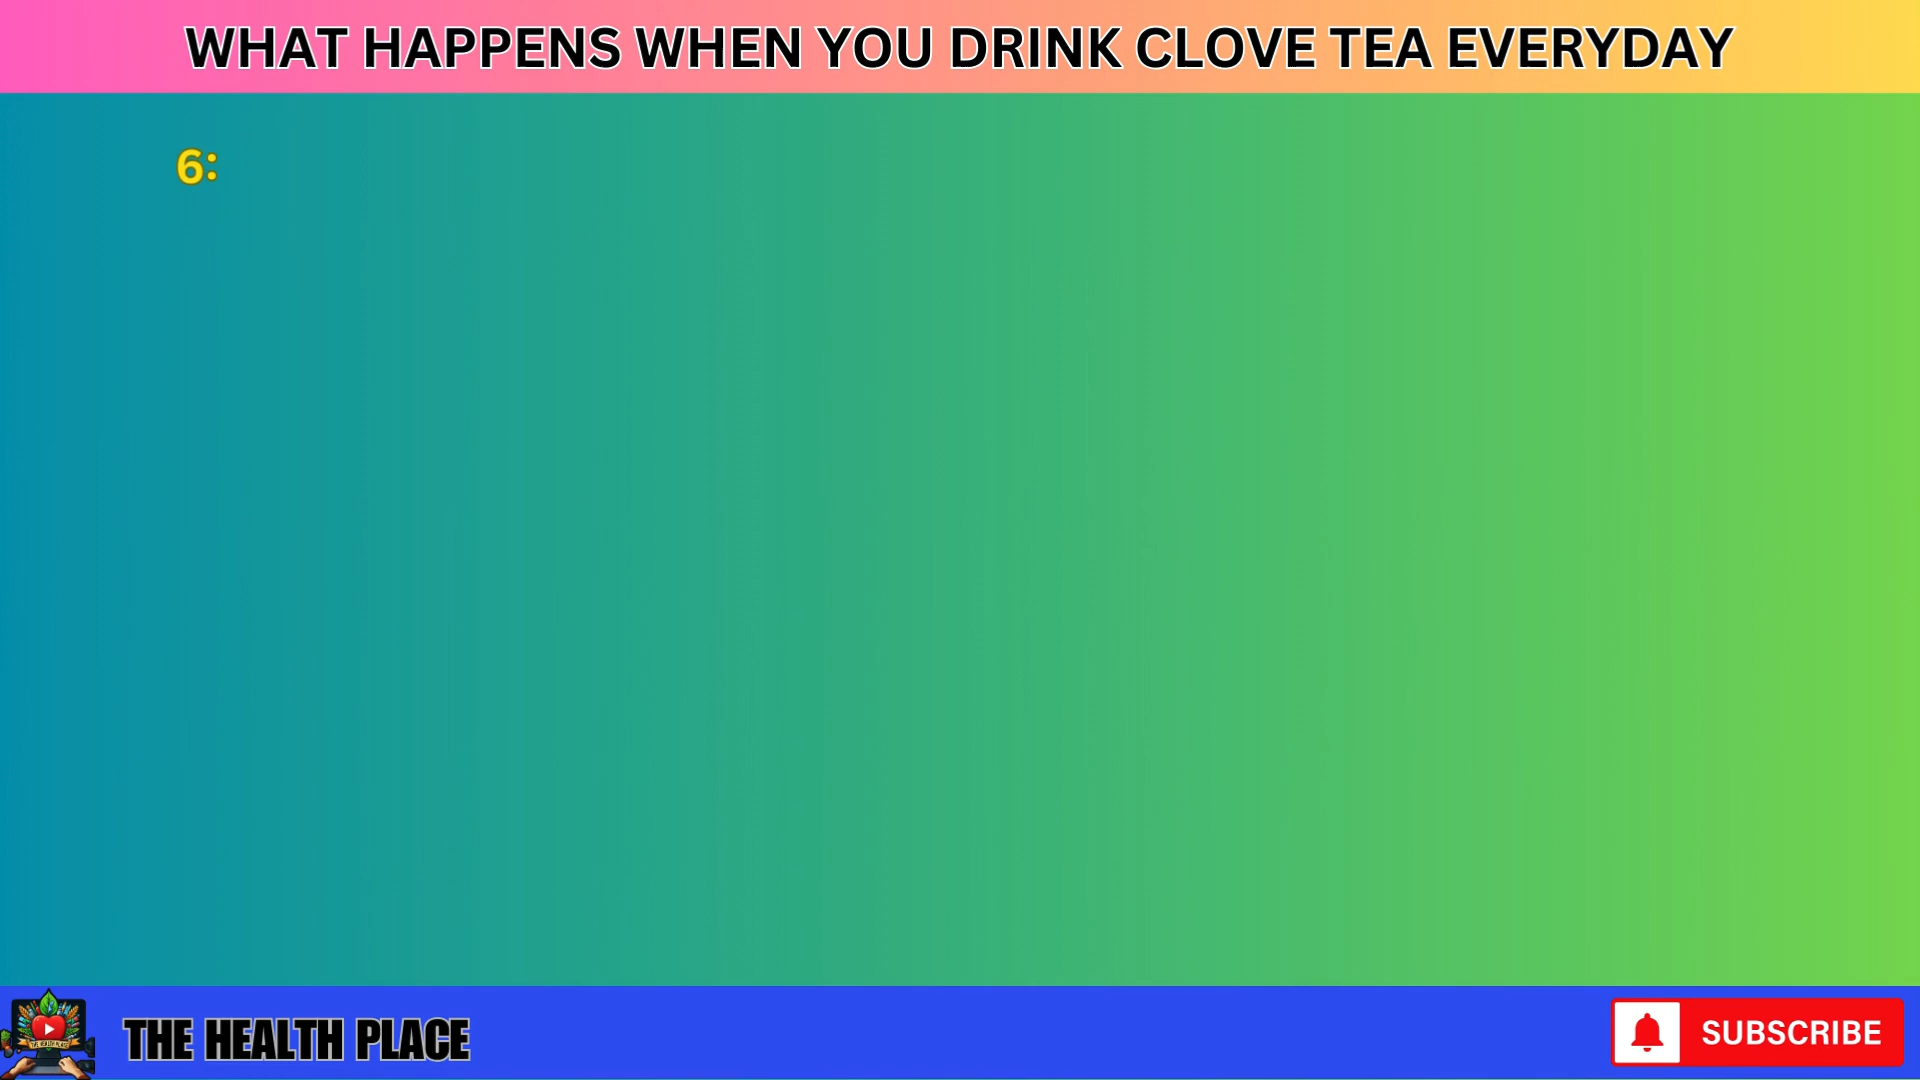 WHAT HAPPENS WHEN YOU DRINK CLOVE TEA EVERYDAY
6:
THE HEALTH PLACE
SUBSCRIBE